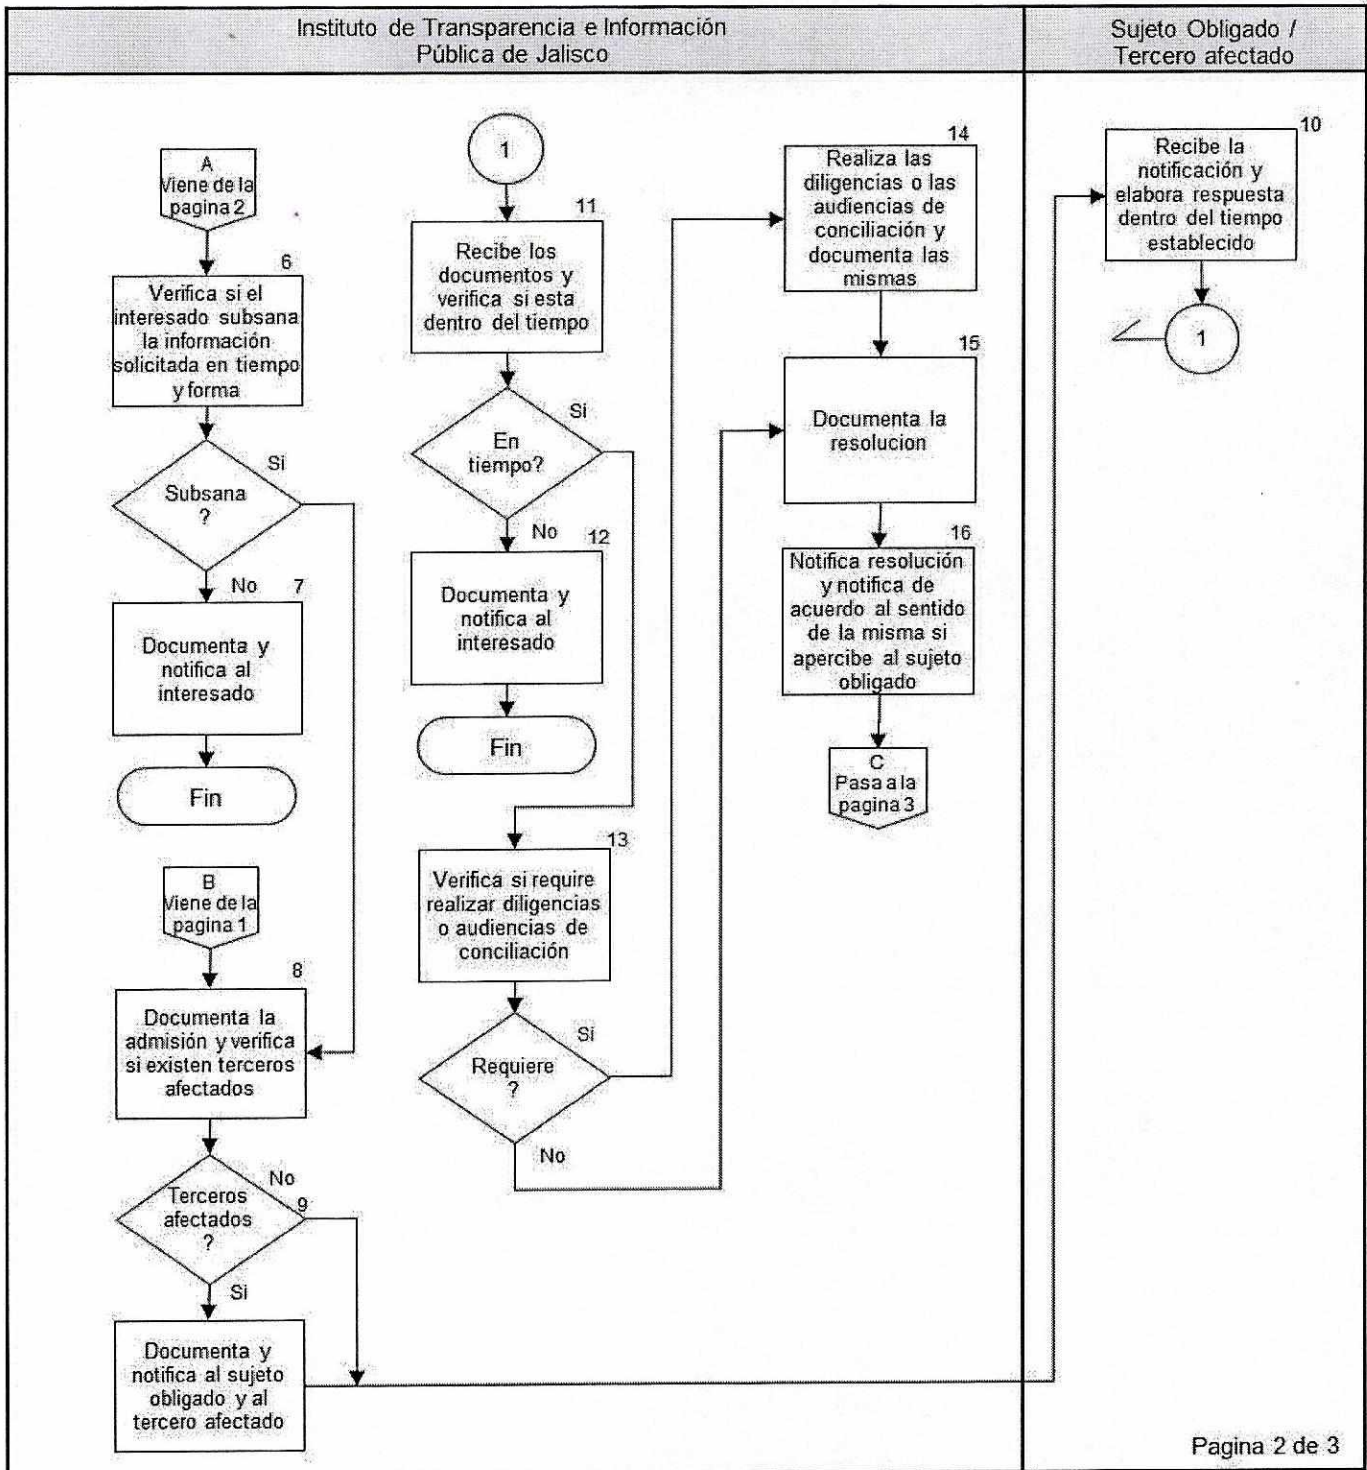 Instituto de Transparencia e Información
Pública de Jalisco
Sujeto Obligado /
Tercero afectado
A
Viene de la
pagina 2
6
Verifica si el
interesado subsana
la información
solicitada en tiempo
y forma
Subsana
?
Si
No
7
Documenta y
notifica al
interesado
Fin
B
Viene de la
pagina 1
8
Documenta la
admisión y verifica
si existen terceros
afectados
Terceros
afectados
?
No
9
Si
Documenta y
notifica al sujeto
obligado y al
tercero afectado
1
11
Recibe los
documentos y
verifica si esta
dentro del tiempo
En
tiempo?
Si
No
12
Documenta y
notifica al
interesado
Fin
13
Verifica si require
realizar diligencias
o audiencias de
conciliación
Requiere
?
Si
No
14
Realiza las
diligencias o las
audiencias de
conciliación y
documenta las
mismas
15
Documenta la
resolucion
16
Notifica resolución
y notifica de
acuerdo al sentido
de la misma si
apercibe al sujeto
obligado
C
Pasa a la
pagina 3
10
Recibe la
notificación y
elabora respuesta
dentro del tiempo
establecido
1
Pagina 2 de 3